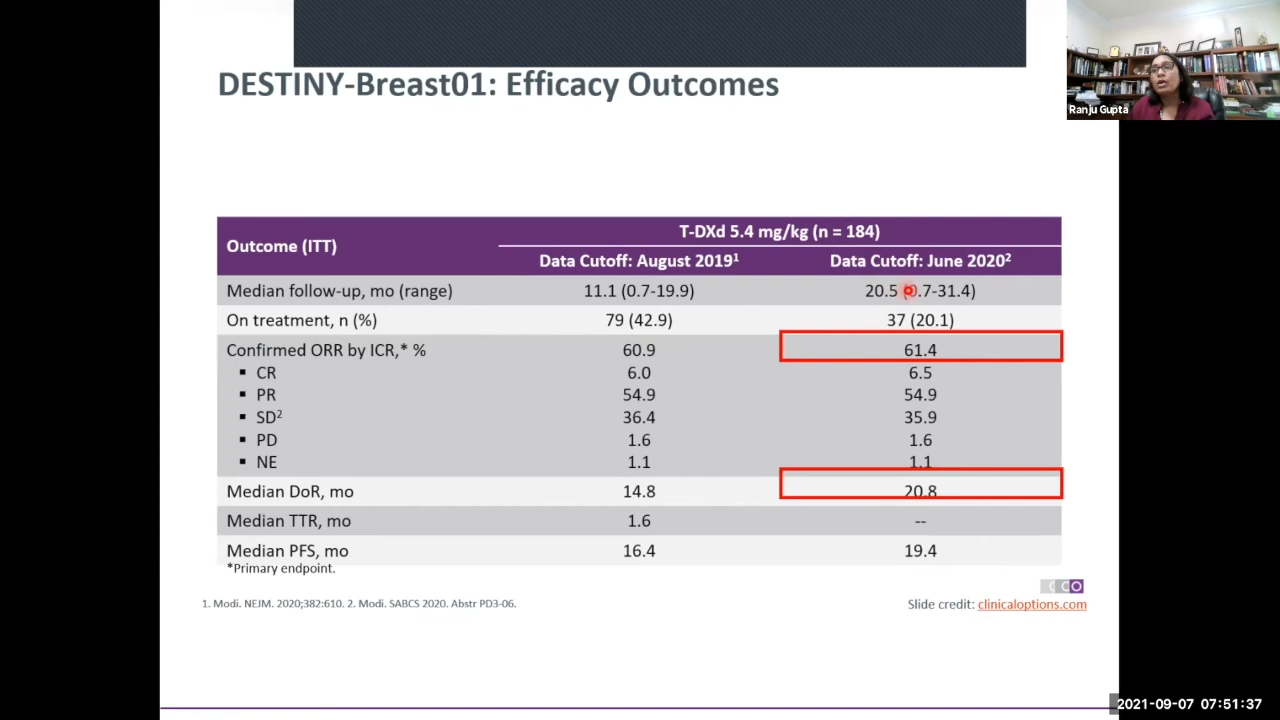 Ranju Gupta
DESTINY-Breast01: Efficacy Outcomes
Outcome (ITT)
T-DXd 5.4 mg/kg (n = 184)
Data Cutoff: August 2019¹ Data Cutoff: June 2020²
Median follow-up, mo (range) 11.1 (0.7-19.9) 20.5 (0.7-31.4)
On treatment, n (%) 79 (42.9) 37 (20.1)
Confirmed ORR by ICR,* % 60.9 61.4
▪ CR 6.0 6.5
▪ PR 54.9 54.9
▪ SD² 36.4 35.9
▪ PD 1.6 1.6
▪ NE 1.1 1.1
Median DoR, mo 14.8 20.8
Median TTR, mo 1.6 --
Median PFS, mo 16.4 19.4
*Primary endpoint.
CCO
1. Modi. NEJM. 2020;382:610. 2. Modi. SABCS 2020. Abstr PD3-06.
Slide credit: clinicaloptions.com
2021-09-07 07:51:37